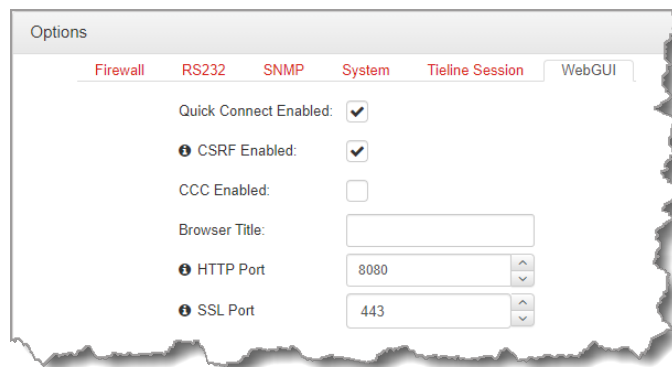 Options
Firewall RS232 SNMP System Tieline Session WebGUI
Quick Connect Enabled:
CSRF Enabled:
CCC Enabled:
Browser Title:
HTTP Port 8080
SSL Port 443